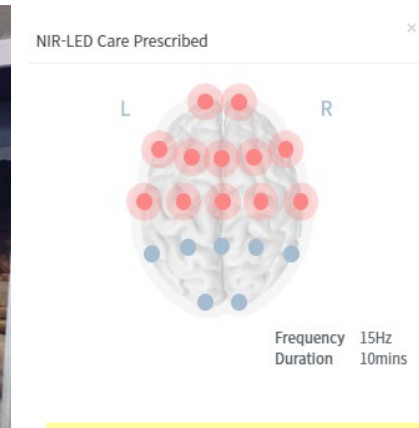 NIR-LED Care Prescribed
×
L
R
Frequency 15Hz
Duration 10mins